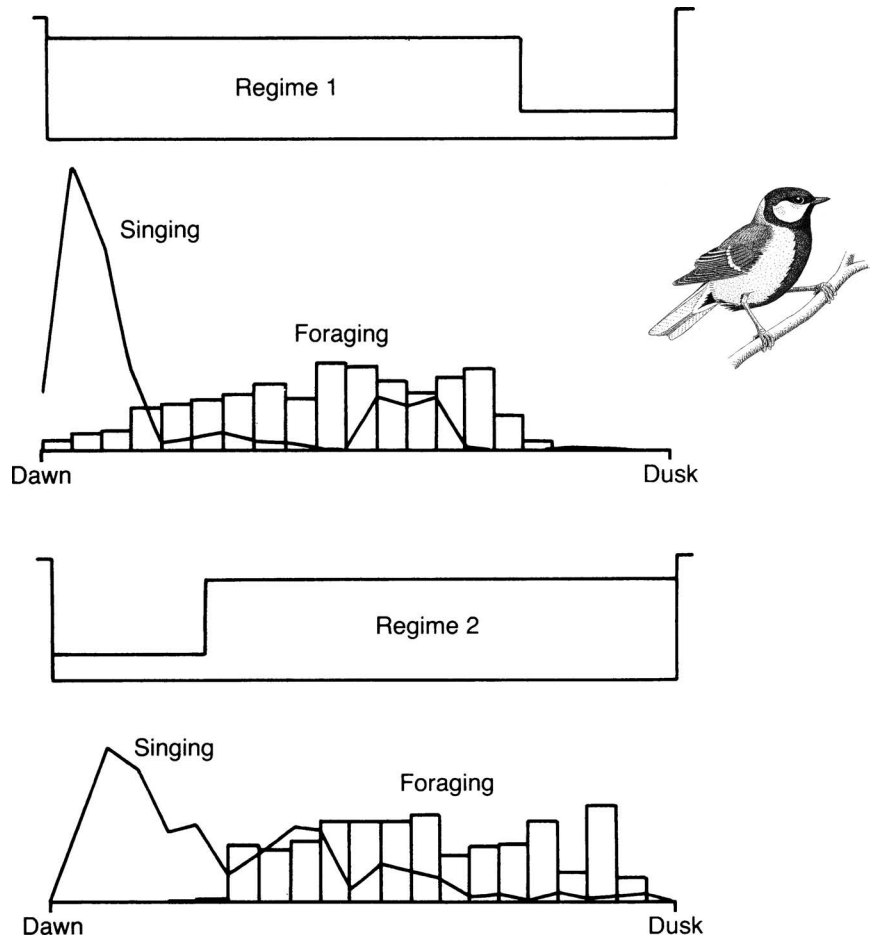 Regime 1
Singing
Foraging
Dawn
Dusk
Regime 2
Singing
Foraging
Dawn
Dusk